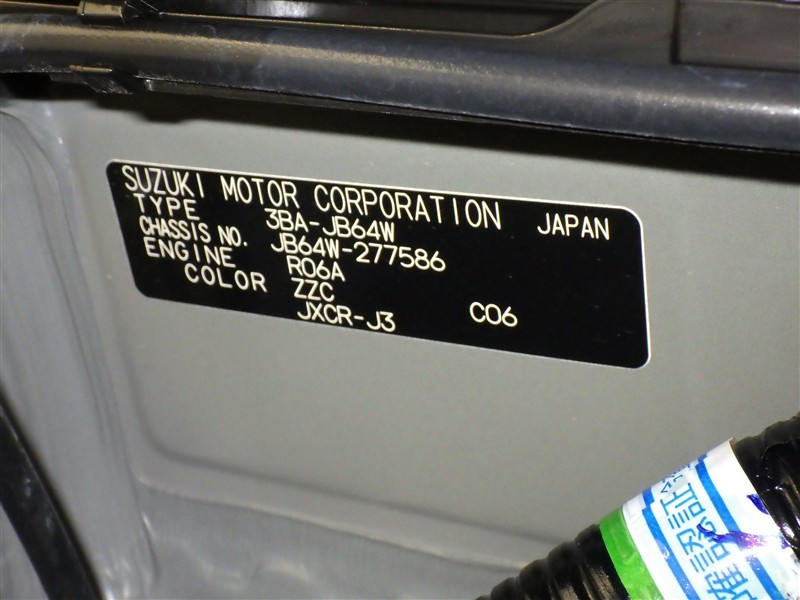 SUZUKI MOTOR CORPORATION JAPAN
TYPE 3BA-JB64W
CHASSIS NO. JB64W-277586
ENGINE R06A
COLOR ZZC
JXCR-J3 C06